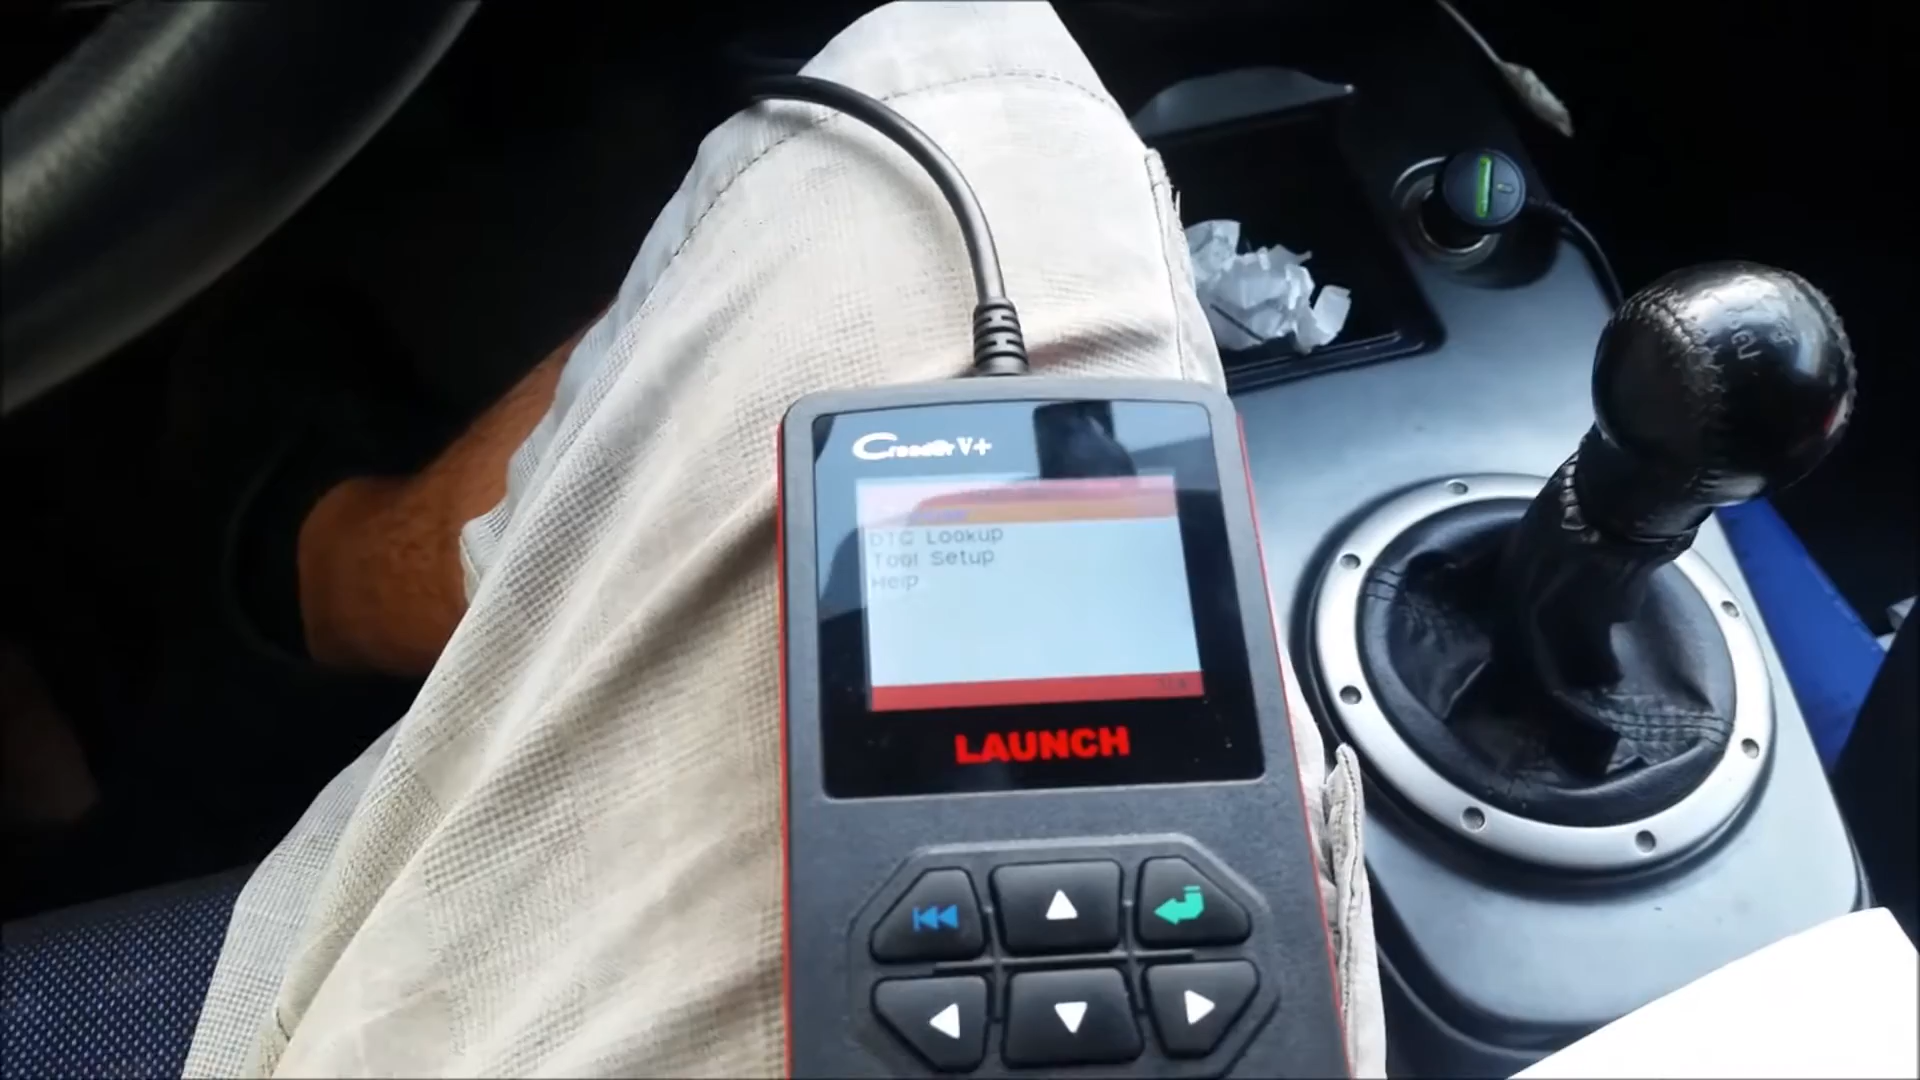 Creader V+
DTC Lookup
Tool Setup
Help
LAUNCH